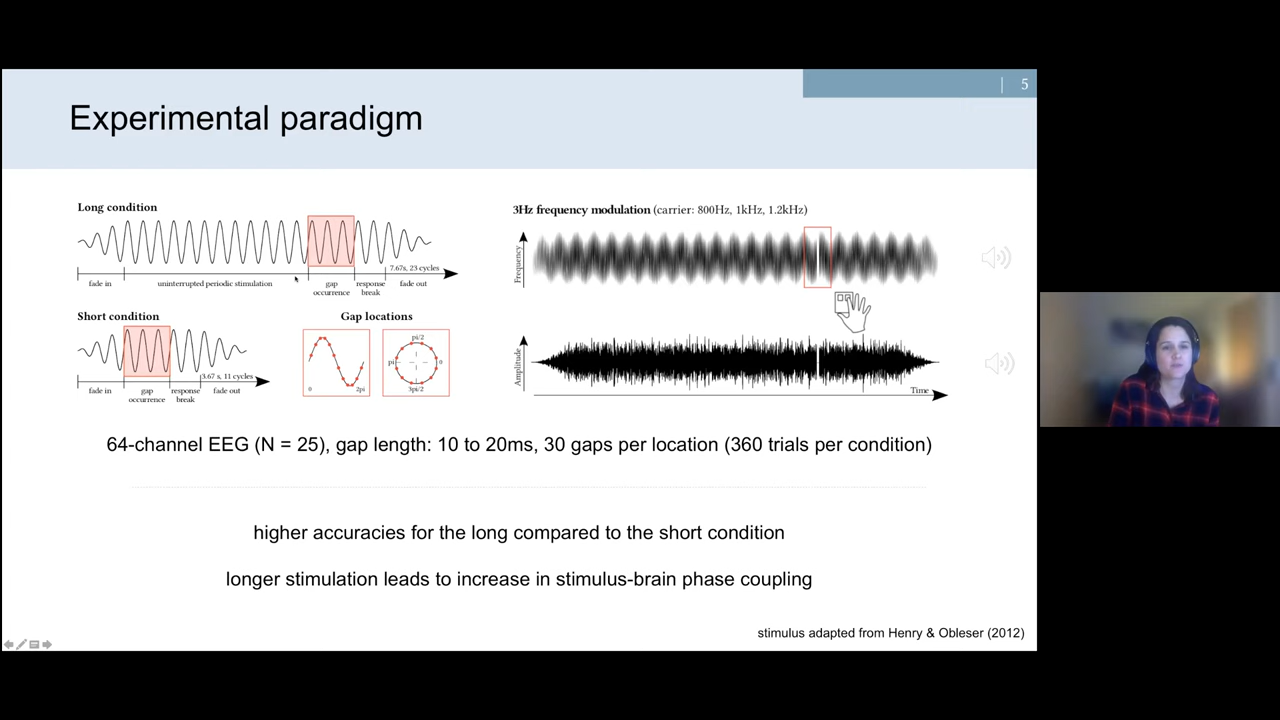 5
Experimental paradigm
Long condition
7.67s, 23 cycles
fade in
uninterrupted periodic stimulation
gap
occurrence
response
break
fade out
Short condition
3.67 s, 11 cycles
fade in
gap
occurrence
response
break
fade out
Gap locations
0
2pi
pi/2
pi
0
3pi/2
3Hz frequency modulation (carrier: 800Hz, 1kHz, 1.2kHz)
Frequency
Amplitude
Time
64-channel EEG (N = 25), gap length: 10 to 20ms, 30 gaps per location (360 trials per condition)
higher accuracies for the long compared to the short condition
longer stimulation leads to increase in stimulus-brain phase coupling
stimulus adapted from Henry & Obleser (2012)